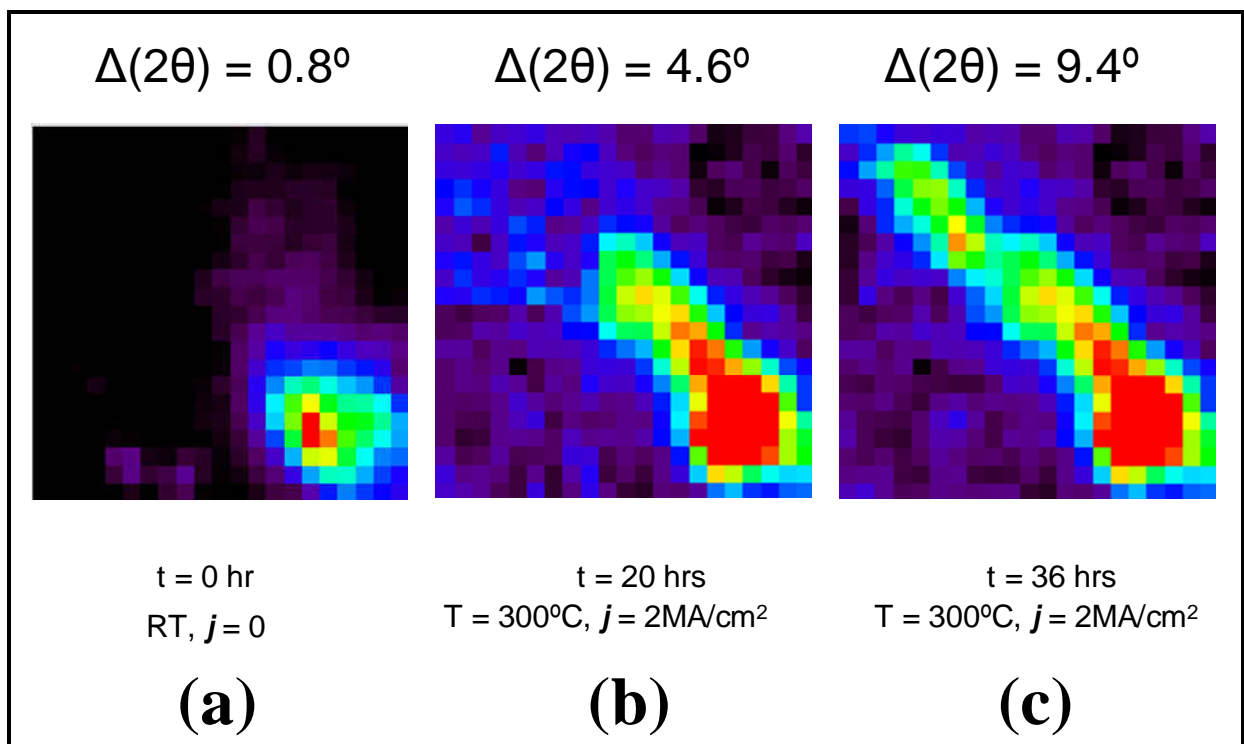 Δ(2θ) = 0.8º
Δ(2θ) = 4.6º
Δ(2θ) = 9.4º
t = 0 hr
RT, j = 0
t = 20 hrs
T = 300ºC, j = 2MA/cm²
t = 36 hrs
T = 300ºC, j = 2MA/cm²
(a)
(b)
(c)